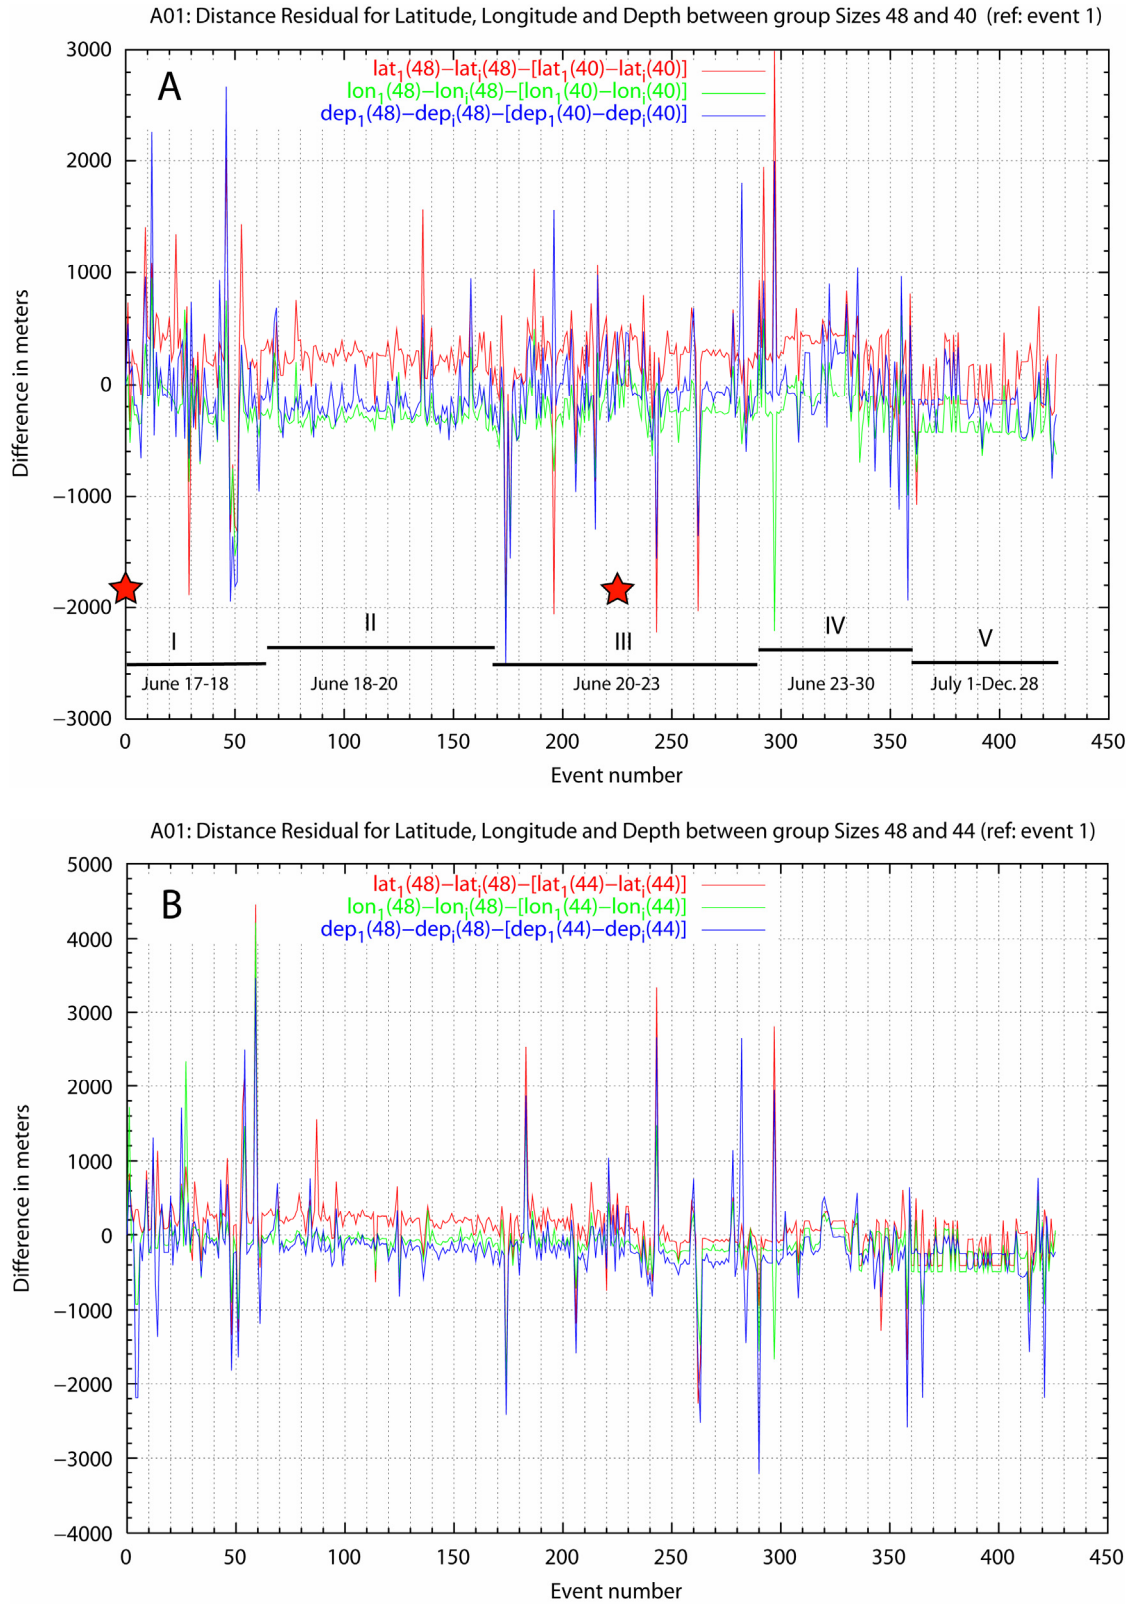 A01: Distance Residual for Latitude, Longitude and Depth between group Sizes 48 and 40 (ref: event 1)
3000
A
lat1(48)−lati(48)−[lat1(40)−lati(40)]
lon1(48)−loni(48)−[lon1(40)−loni(40)]
dep1(48)−depi(48)−[dep1(40)−depi(40)]
2000
1000
0
−1000
−2000
−3000
Difference in meters
I
II
III
IV
V
June 17-18
June 18-20
June 20-23
June 23-30
July 1-Dec. 28
0 50 100 150 200 250 300 350 400 450
Event number
A01: Distance Residual for Latitude, Longitude and Depth between group Sizes 48 and 44 (ref: event 1)
5000
B
lat1(48)−lati(48)−[lat1(44)−lati(44)]
lon1(48)−loni(48)−[lon1(44)−loni(44)]
dep1(48)−depi(48)−[dep1(44)−depi(44)]
4000
3000
2000
1000
0
−1000
−2000
−3000
−4000
Difference in meters
0 50 100 150 200 250 300 350 400 450
Event number